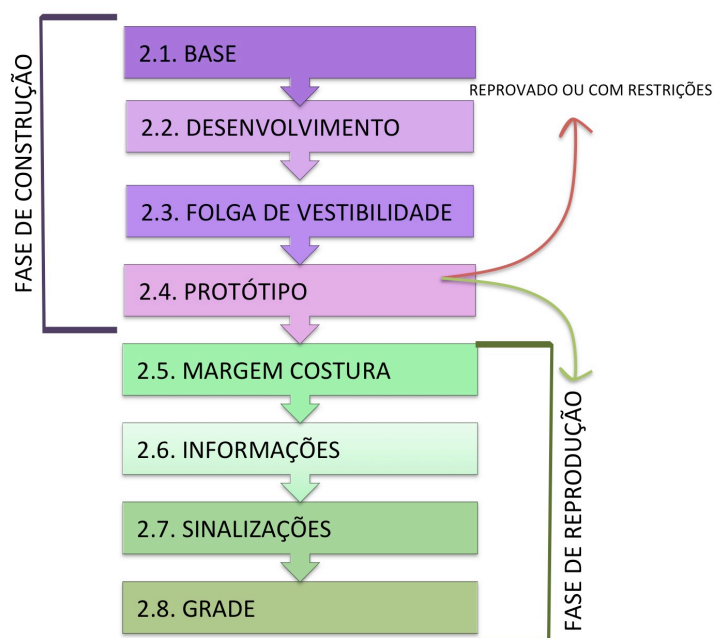 FASE DE CONSTRUÇÃO
2.1. BASE
2.2. DESENVOLVIMENTO
2.3. FOLGA DE VESTIBILIDADE
2.4. PROTÓTIPO
REPROVADO OU COM RESTRIÇÕES
2.5. MARGEM COSTURA
2.6. INFORMAÇÕES
2.7. SINALIZAÇÕES
2.8. GRADE
FASE DE REPRODUÇÃO